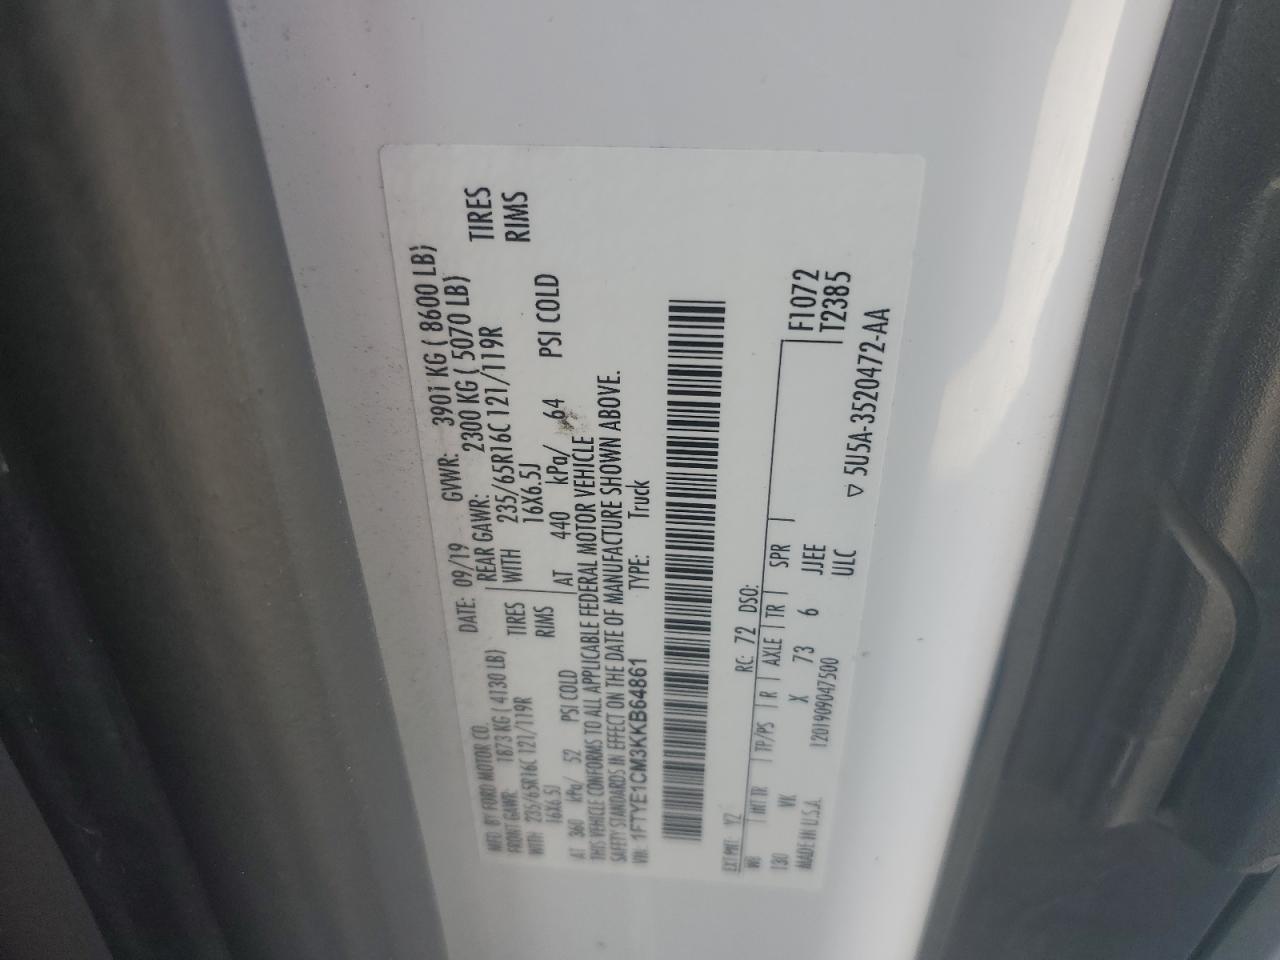 MFD BY FORD MOTOR CO.
DATE: 09/19 GVWR: 3901 KG ( 8600 LB)
FRONT GAWR: 1873 KG ( 4130 LB) REAR GAWR: 2300 KG ( 5070 LB)
WITH 235/65R16C 121/119R TIRES WITH 235/65R16C 121/119R TIRES
16X6.5J RIMS 16X6.5J RIMS
AT 360 kPa/ 52 PSI COLD AT 440 kPa/ 64 PSI COLD
THIS VEHICLE CONFORMS TO ALL APPLICABLE FEDERAL MOTOR VEHICLE
SAFETY STANDARDS IN EFFECT ON THE DATE OF MANUFACTURE SHOWN ABOVE.
VIN: 1FTYE1CM3KKB64861 TYPE: Truck
EXT PNT: YZ RC: 72 DSO:
WB INT TR TP/PS R AXLE TR SPR F1072
130 VK X 73 6 JJEE T2385
MADE IN U.S.A. 1201909047500 ULC
▽ 5U5A-3520472-AA